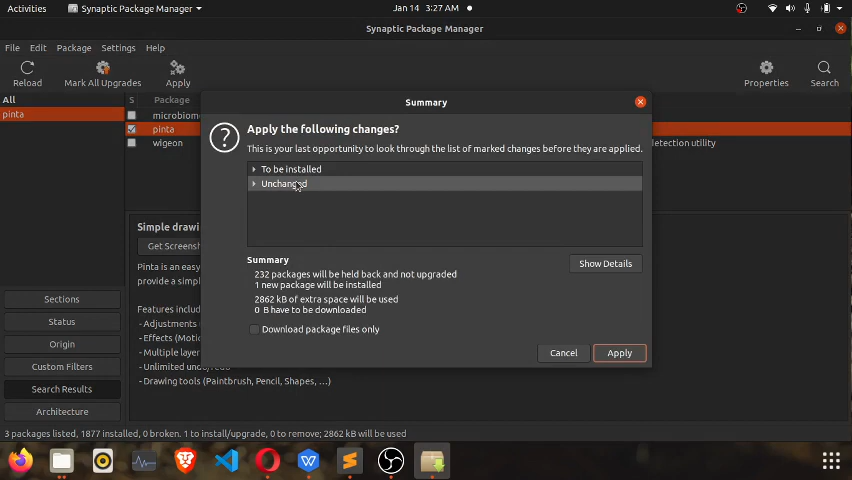 Activities Synaptic Package Manager Jan 14 3:27 AM
Synaptic Package Manager
File Edit Package Settings Help
Reload Mark All Upgrades Apply Properties Search
All S Package
pinta
microbiom
pinta
wigeon detection utility
Summary
Apply the following changes?
This is your last opportunity to look through the list of marked changes before they are applied.
To be installed
Unchanged
Summary
232 packages will be held back and not upgraded
1 new package will be installed
2862 kB of extra space will be used
0 B have to be downloaded
Show Details
Download package files only
Cancel Apply
Simple drawi
Get Screensh
Pinta is an easy
provide a simpl
Features includ
- Adjustments
- Effects (Motio
- Multiple layer
- Unlimited undo/re
- Drawing tools (Paintbrush, Pencil, Shapes, ...)
Sections
Status
Origin
Custom Filters
Search Results
Architecture
3 packages listed, 1877 installed, 0 broken. 1 to install/upgrade, 0 to remove; 2862 kB will be used